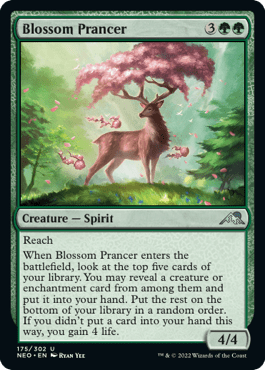 Blossom Prancer 3
Creature — Spirit
Reach
When Blossom Prancer enters the
battlefield, look at the top five cards of
your library. You may reveal a creature or
enchantment card from among them and
put it into your hand. Put the rest on the
bottom of your library in a random order.
If you didn't put a card into your hand this
way, you gain 4 life.
4/4
175/302 U
NEO • EN Ryan Yee
™ & © 2022 Wizards of the Coast